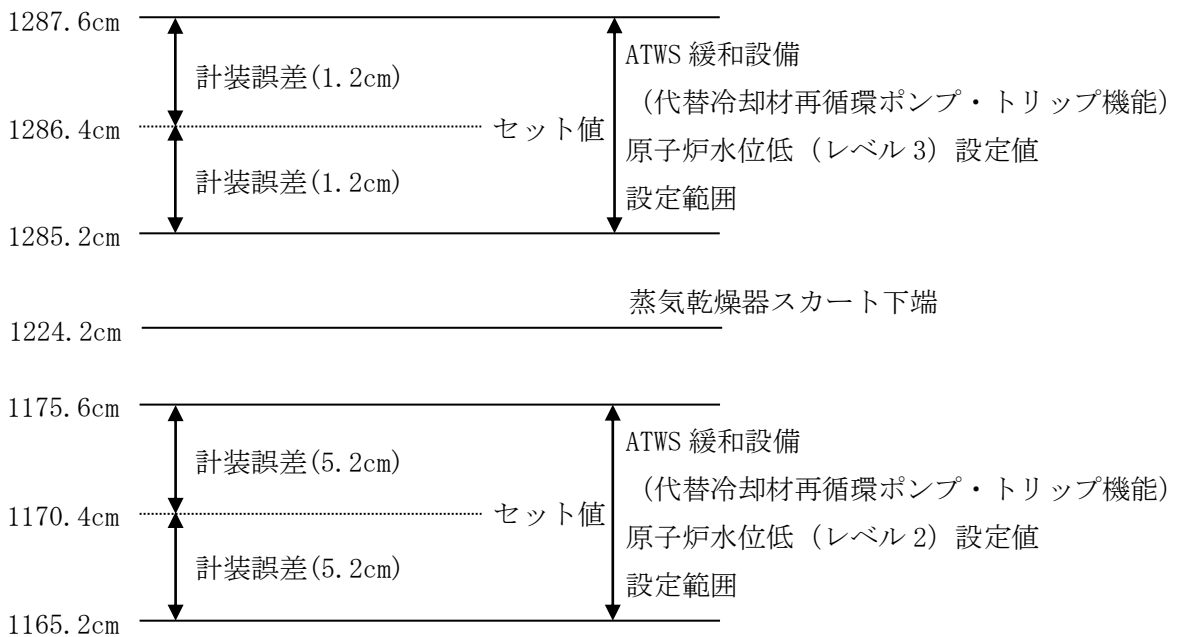 1287.6cm
計装誤差(1.2cm)
1286.4cm
セット値
計装誤差(1.2cm)
1285.2cm
ATWS 緩和設備
（代替冷却材再循環ポンプ・トリップ機能）
原子炉水位低（レベル 3）設定値
設定範囲
蒸気乾燥器スカート下端
1224.2cm
1175.6cm
計装誤差(5.2cm)
1170.4cm
セット値
計装誤差(5.2cm)
1165.2cm
ATWS 緩和設備
（代替冷却材再循環ポンプ・トリップ機能）
原子炉水位低（レベル 2）設定値
設定範囲